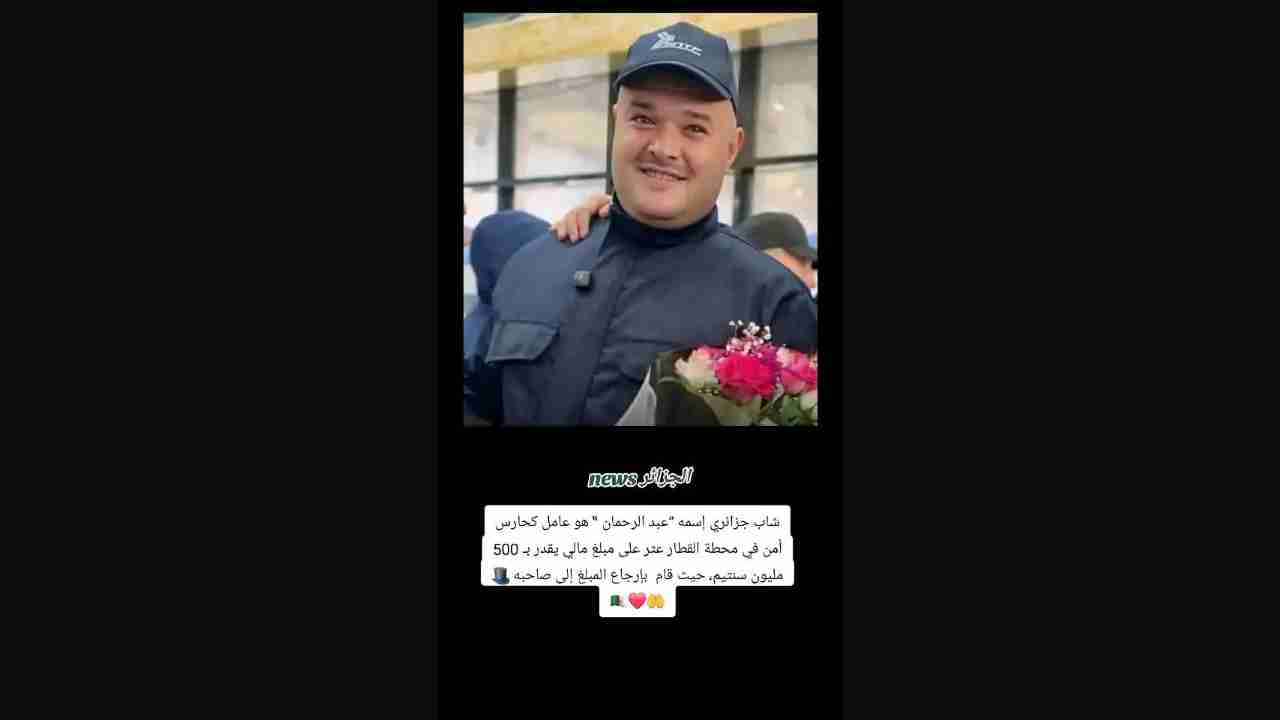 الجزائر news
شاب جزائري إسمه "عبد الرحمان " هو عامل كحارس
أمن في محطة القطار عثر على مبلغ مالي يقدر بـ 500
مليون سنتيم، حيث قام بإرجاع المبلغ إلى صاحبه 🎩
🇩🇿❤️🤲